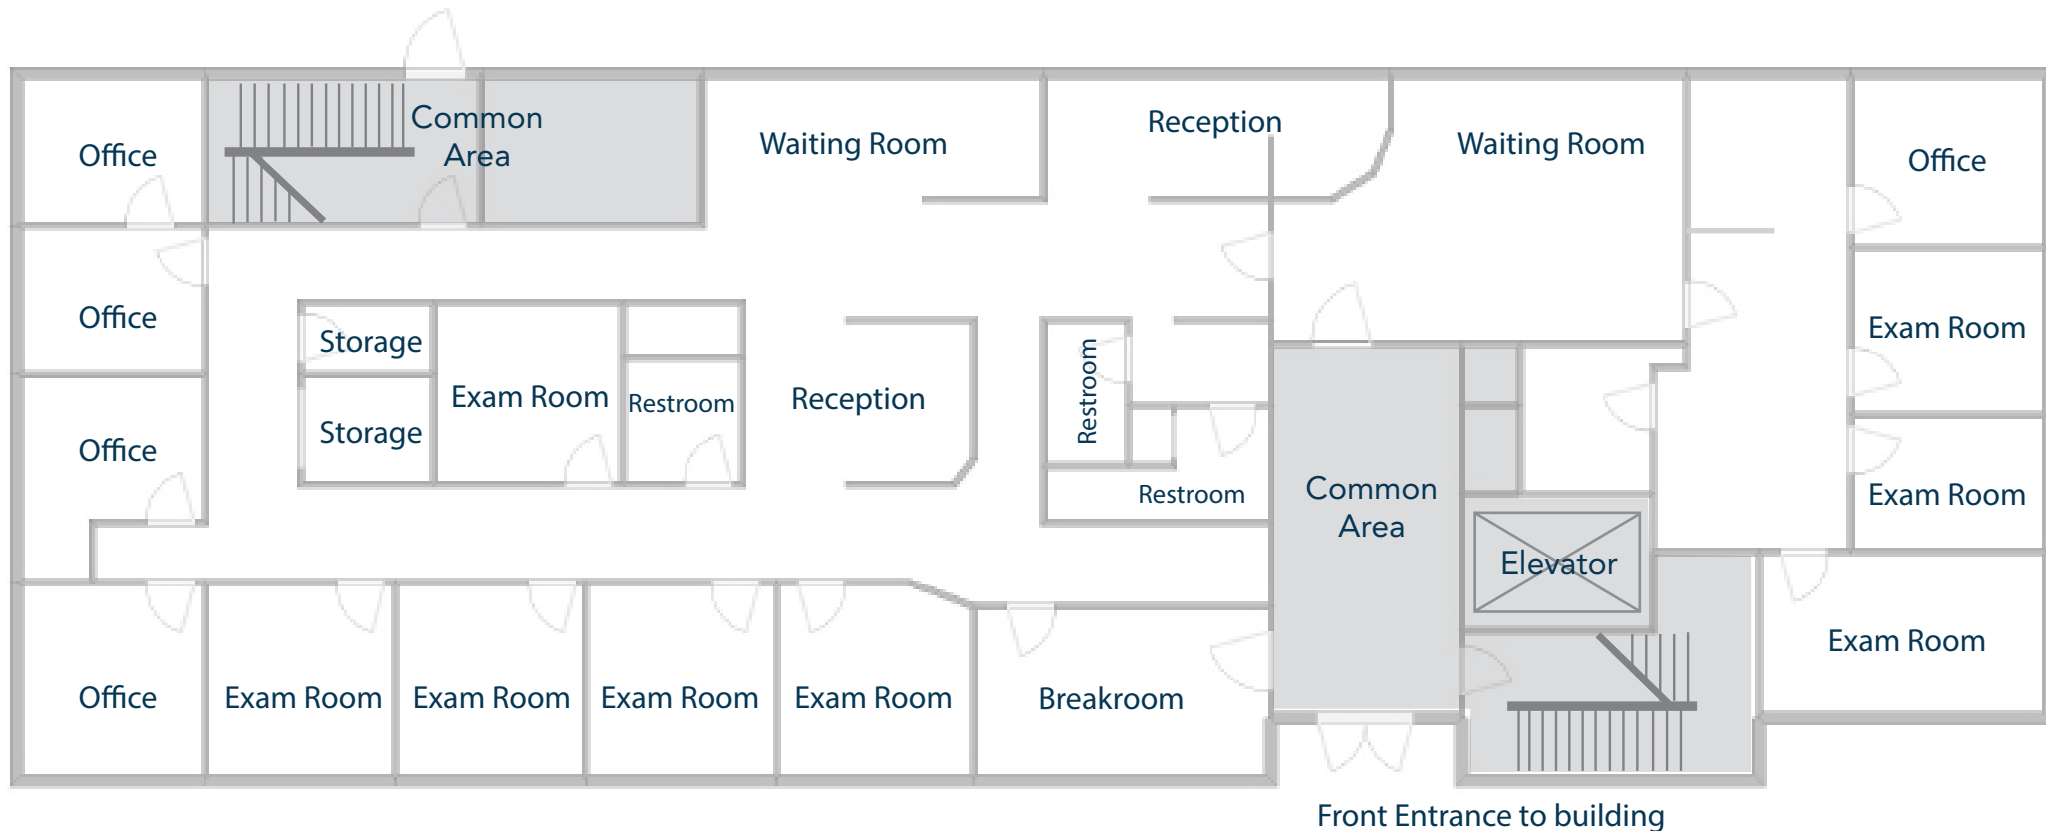 Common
Area
Reception
Waiting Room
Waiting Room
Office
Office
Office
Exam Room
Storage
Restroom
Exam Room
Restroom
Reception
Storage
Office
Common
Area
Exam Room
Restroom
Elevator
Exam Room
Office
Exam Room
Exam Room
Exam Room
Exam Room
Breakroom
Front Entrance to building
Office